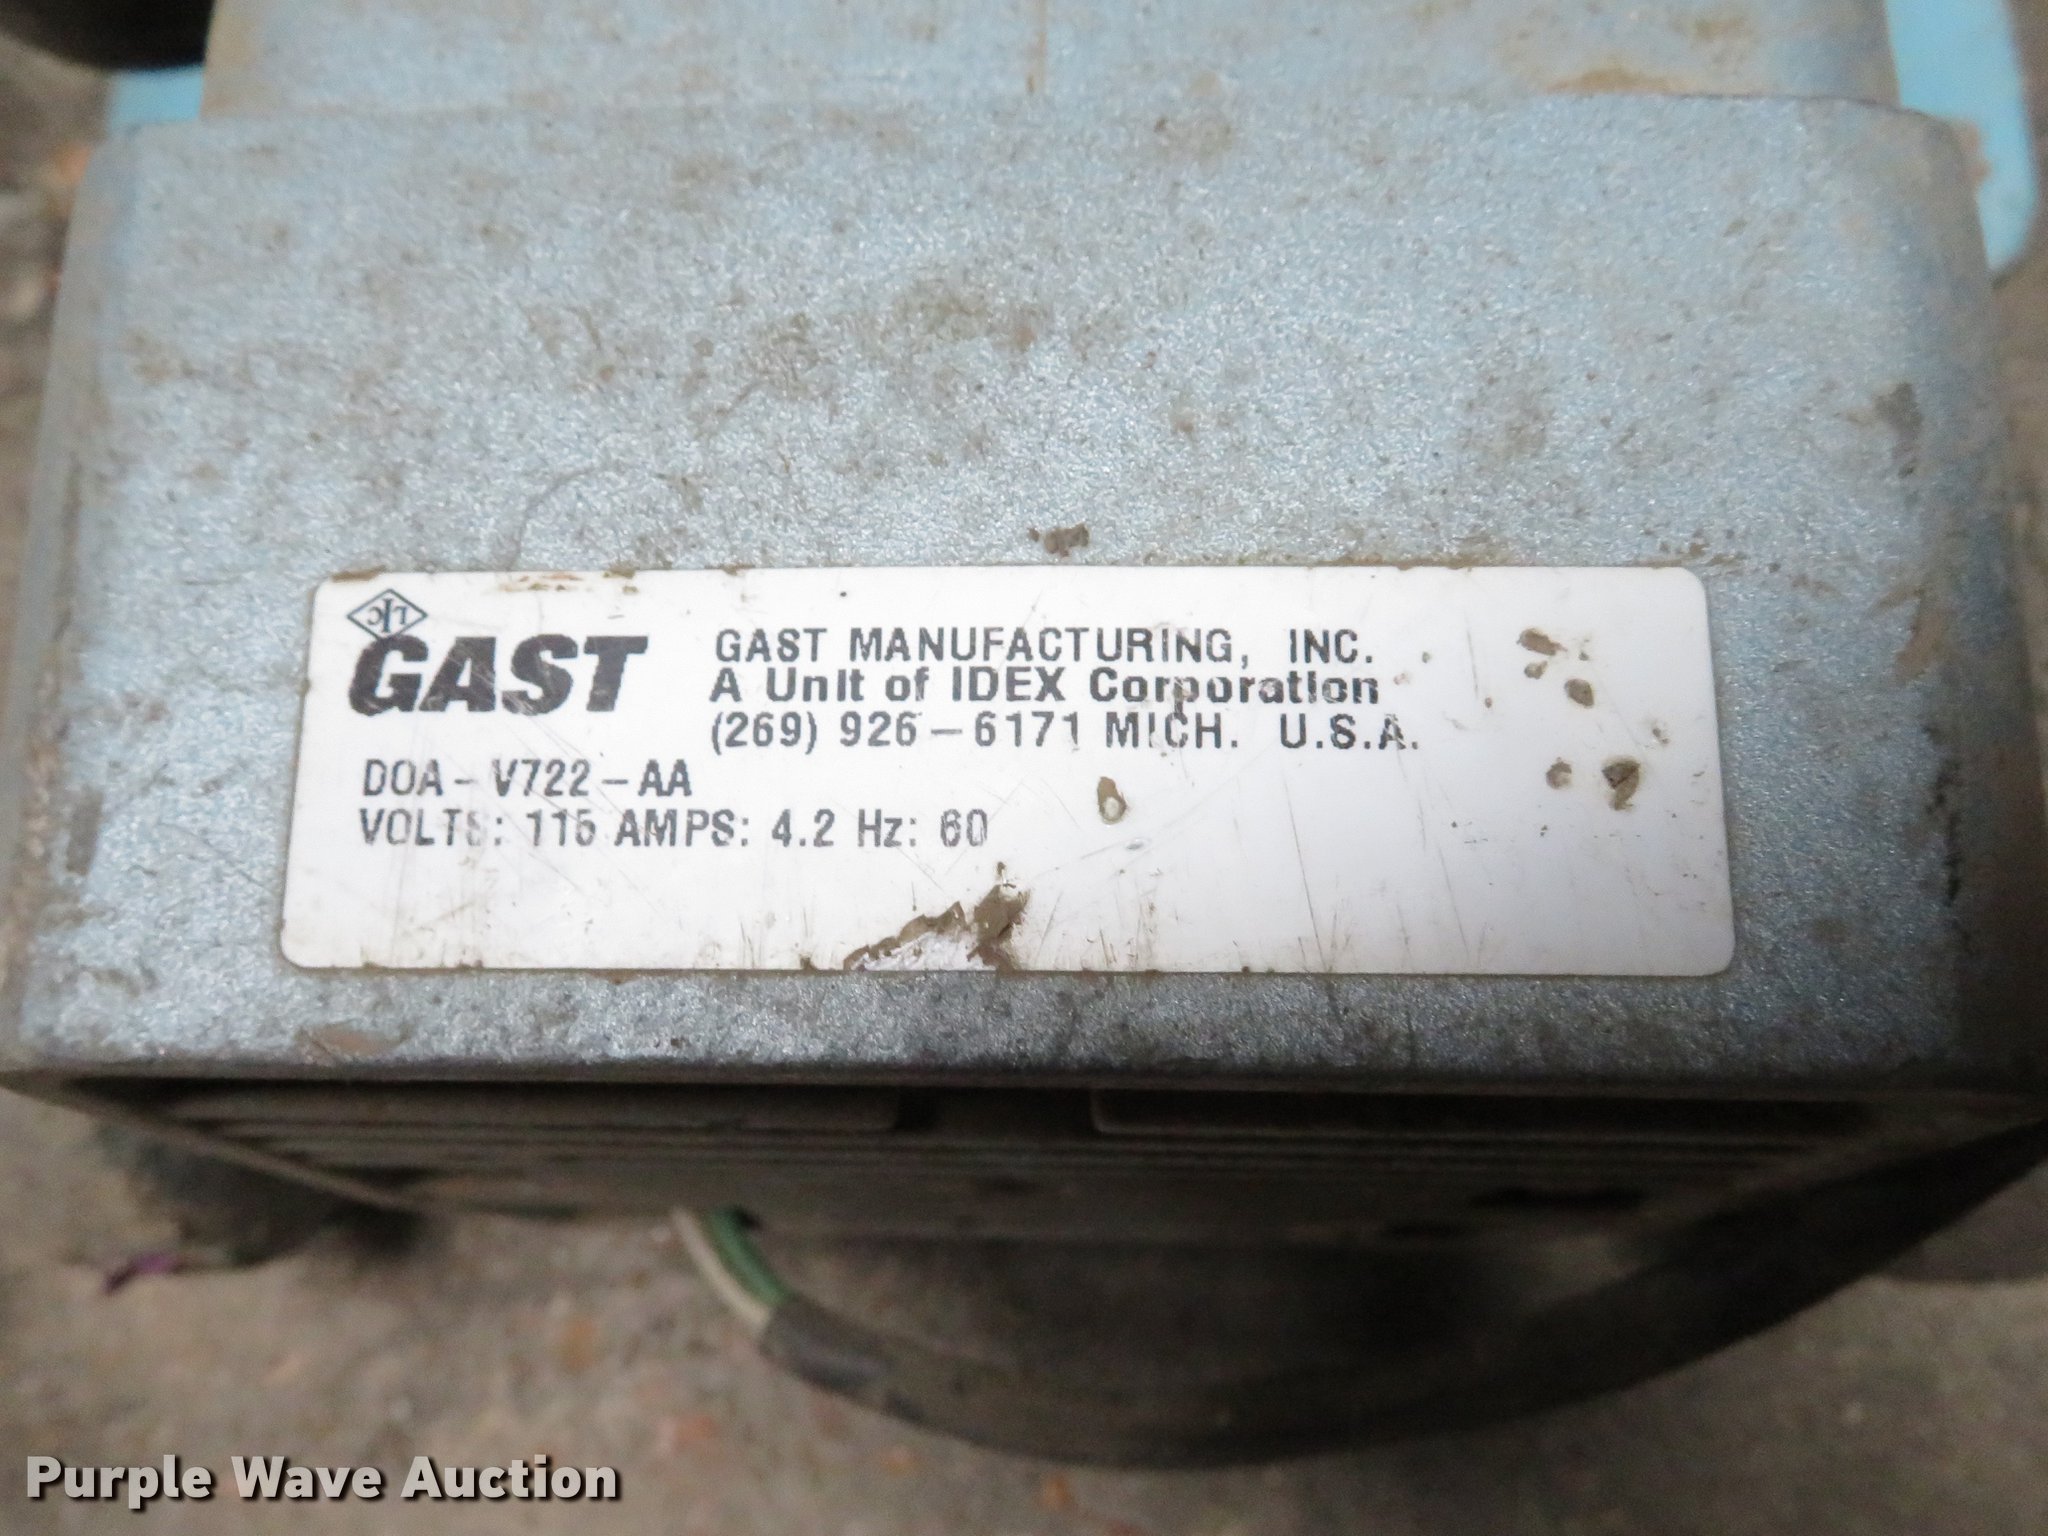 GAST
GAST MANUFACTURING, INC.
A Unit of IDEX Corporation
(269) 926-6171 MICH. U.S.A.
DOA-V722-AA
VOLTS: 115 AMPS: 4.2 Hz: 60
Purple Wave Auction